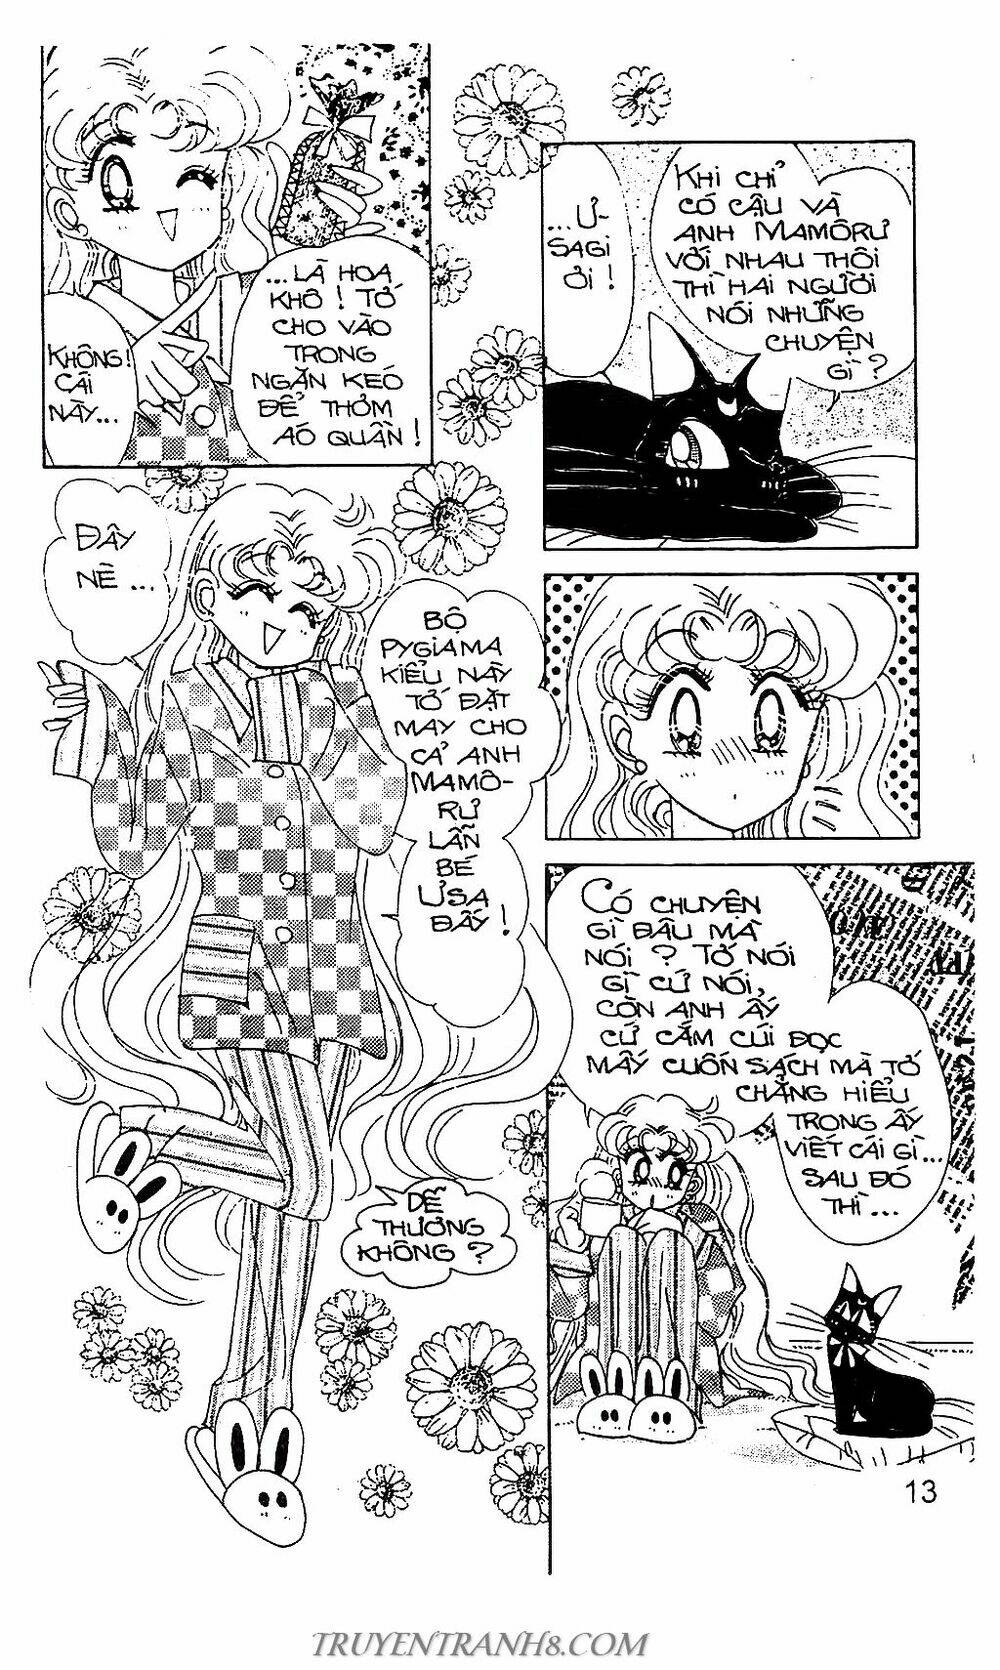 KHÔNG!
CÁI
NÀY...
...LÀ HOA
KHÔ! TỚ
CHO VÀO
TRONG
NGĂN KÉO
ĐỂ THƠM
ÁO QUẦN!
ĐÂY
NÈ...
BỘ
PYGIAMA
KIỂU NÀY
TỚ ĐẶT
MAY CHO
CẢ ANH
MAMÔ-
RƯ
LẪN
BÉ
ƯSA
ĐẤY!
DỄ
THƯƠNG
KHÔNG?
...Ư-
SAGI
ƠI!
KHI CHỈ
CÓ CẬU VÀ
ANH MAMÔRƯ
VỚI NHAU THÔI
THÌ HAI NGƯỜI
NÓI NHỮNG
CHUYỆN
GÌ?
CÓ CHUYỆN
GÌ ĐÂU MÀ
NÓI? TỚ NÓI
GÌ CỨ NÓI,
CÒN ANH ẤY
CỨ CẮM CÚI ĐỌC
MẤY CUỐN SÁCH MÀ TỚ
CHẲNG HIỂU
TRONG ẤY
VIẾT CÁI GÌ...
SAU ĐÓ
THÌ...
13
TRUYENTRANH8.COM